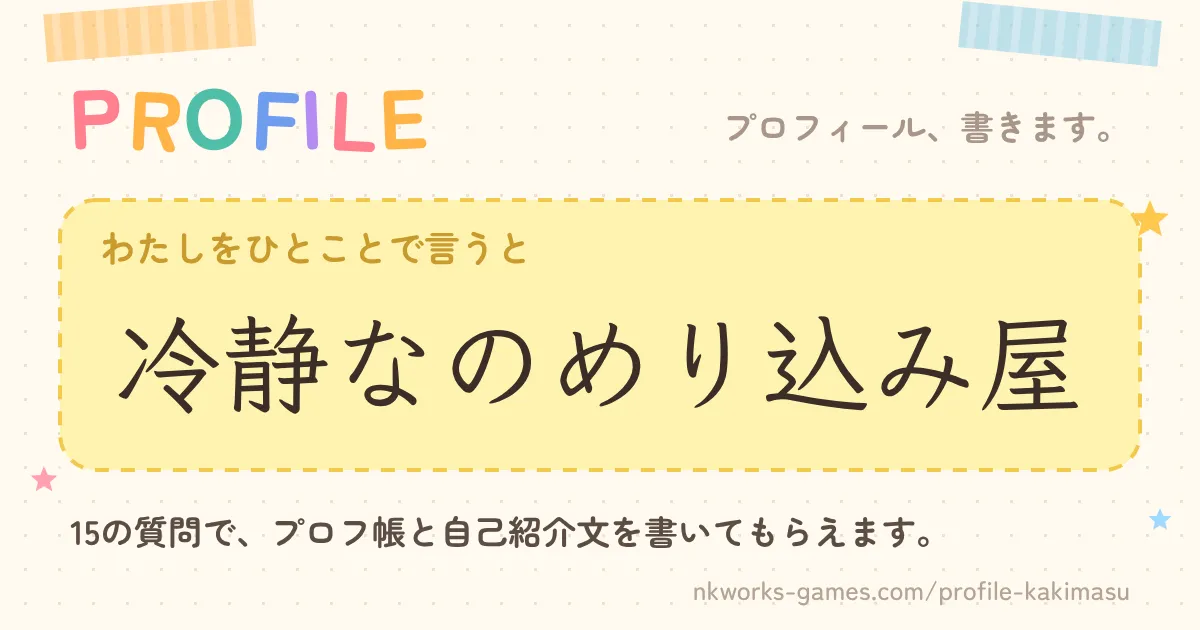 PROFILE
プロフィール、書きます。
わたしをひとことで言うと
冷静なのめり込み屋
15の質問で、プロフ帳と自己紹介文を書いてもらえます。
nkworks-games.com/profile-kakimasu